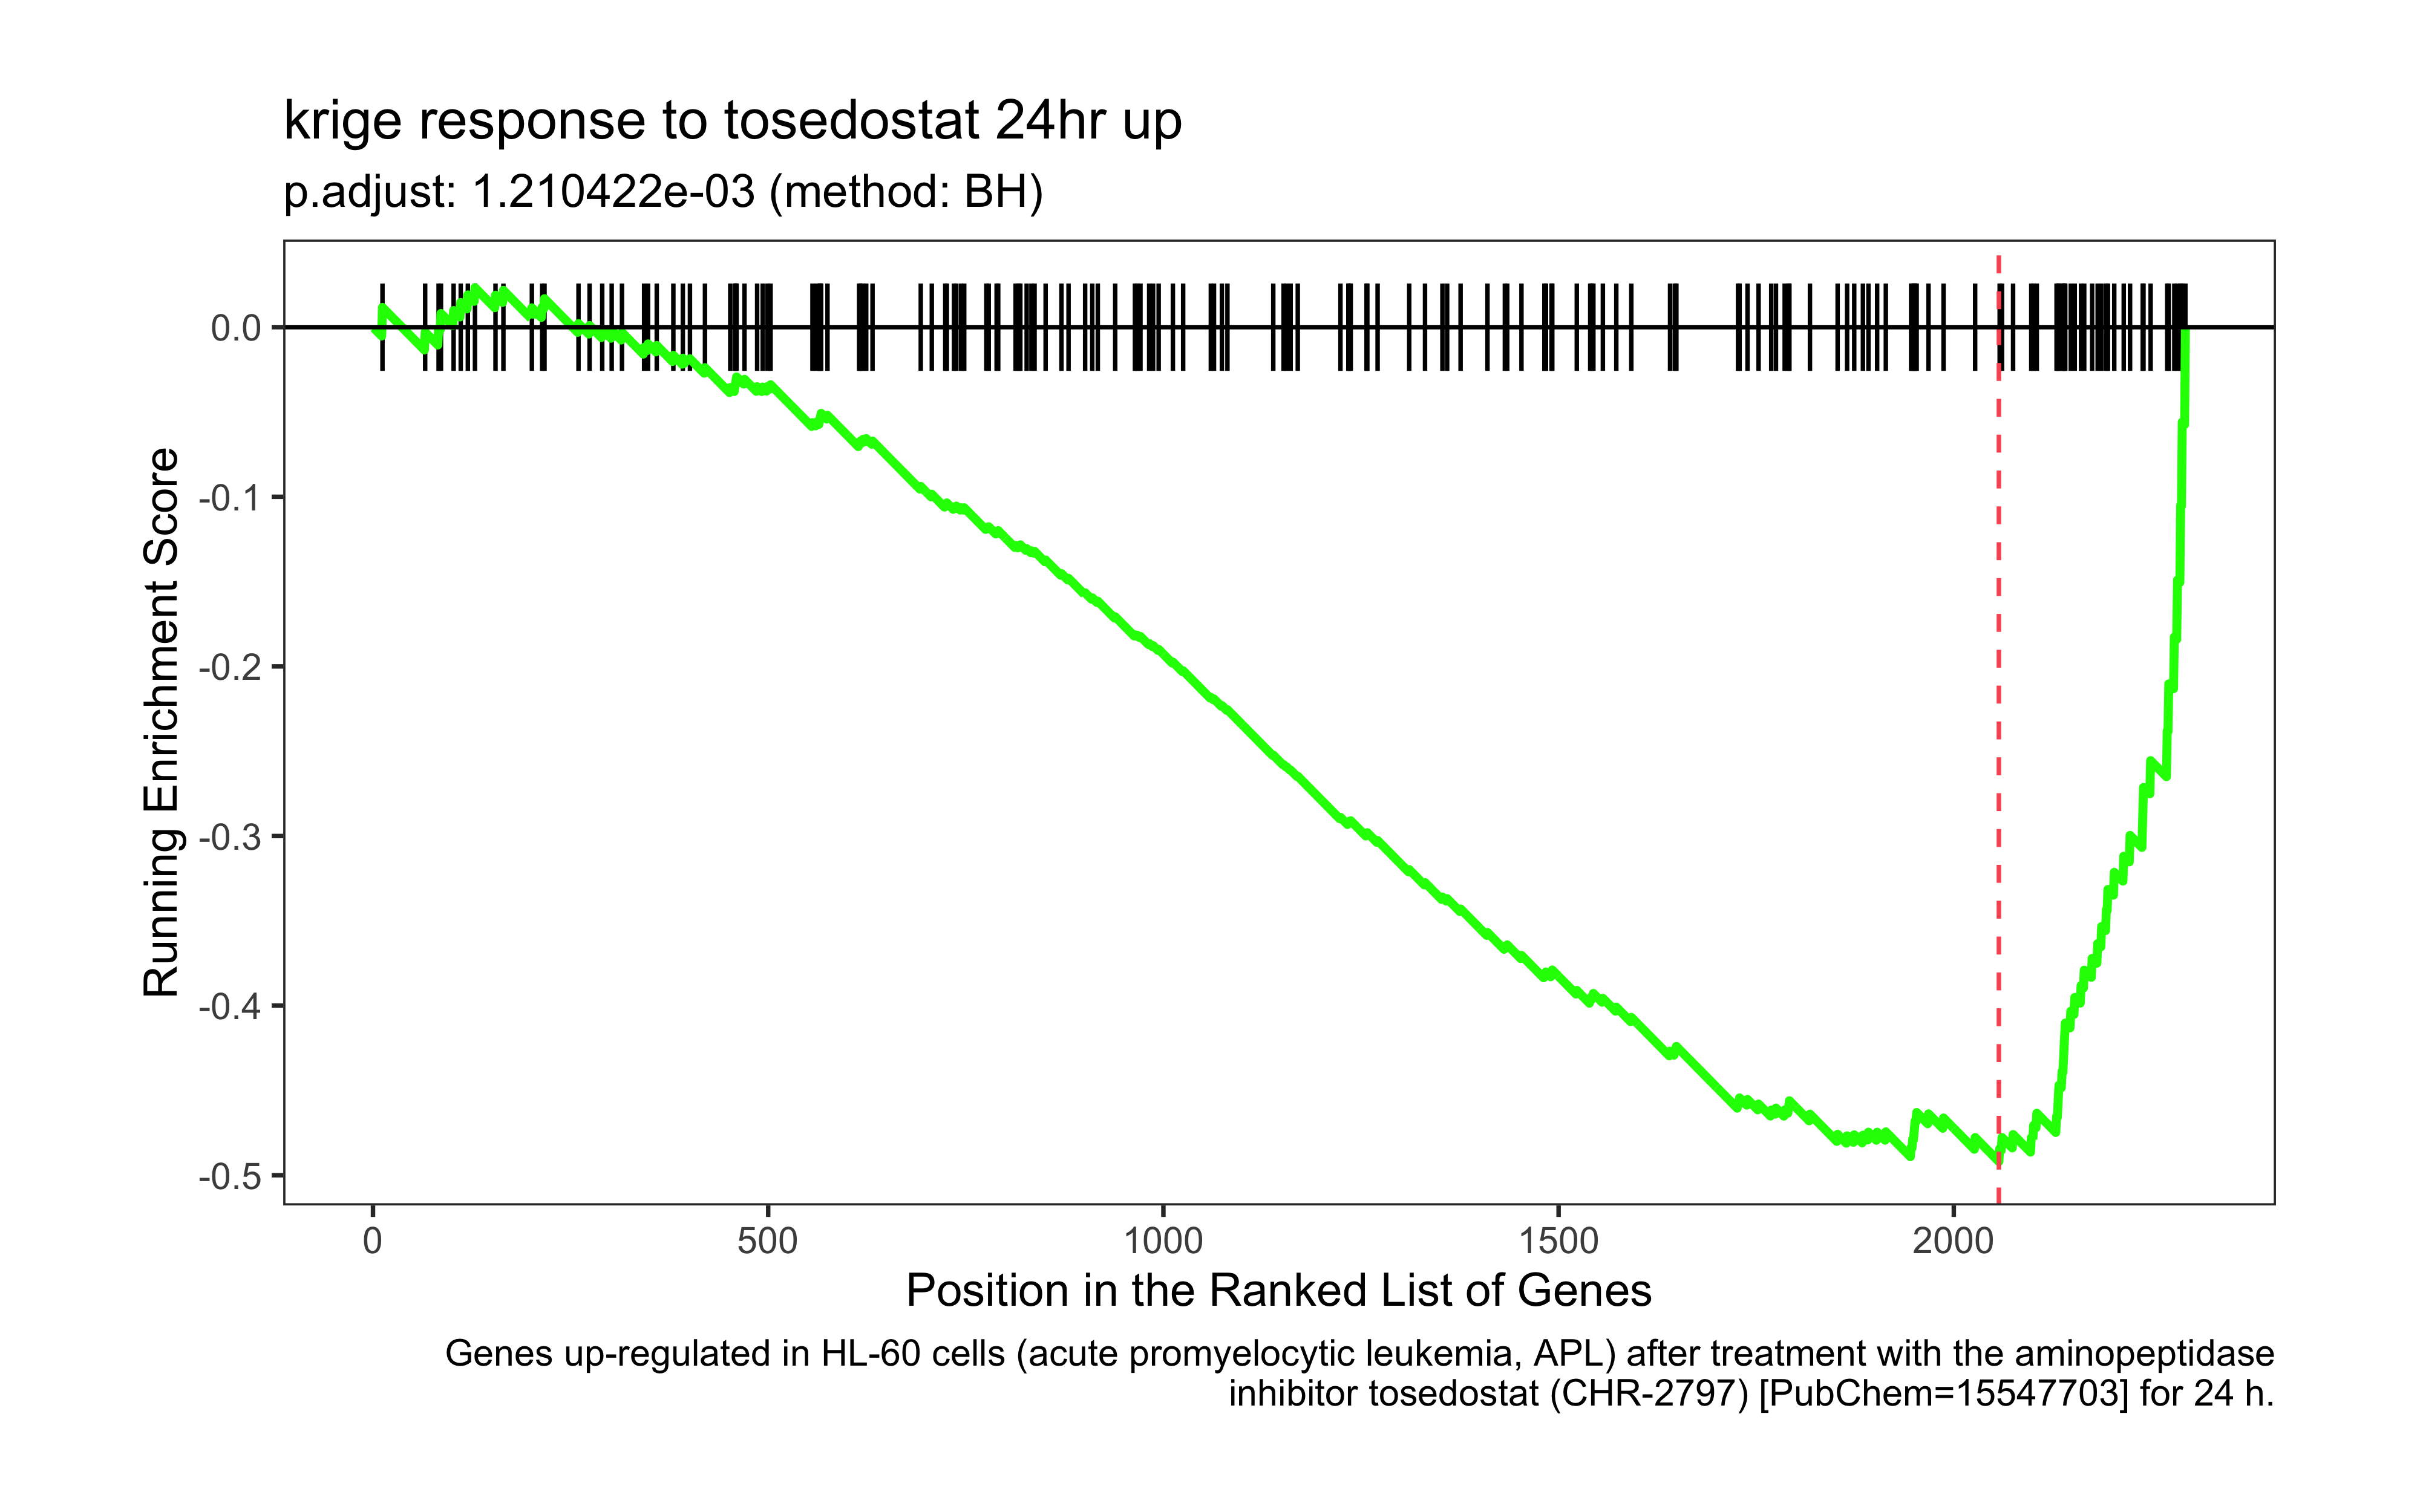 krige response to tosedostat 24hr up
p.adjust: 1.210422e-03 (method: BH)
Running Enrichment Score
0.0
-0.1
-0.2
-0.3
-0.4
-0.5
0 500 1000 1500 2000
Position in the Ranked List of Genes
Genes up-regulated in HL-60 cells (acute promyelocytic leukemia, APL) after treatment with the aminopeptidase
inhibitor tosedostat (CHR-2797) [PubChem=15547703] for 24 h.